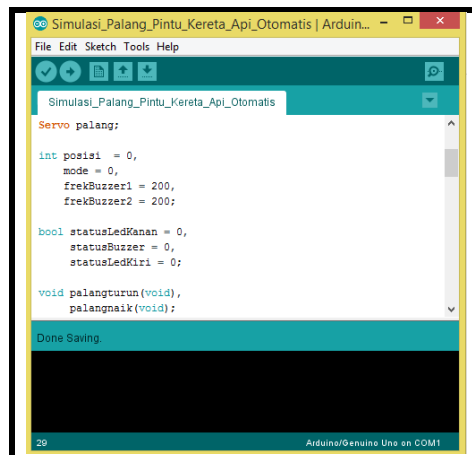 Simulasi_Palang_Pintu_Kereta_Api_Otomatis | Arduin...
File Edit Sketch Tools Help
Simulasi_Palang_Pintu_Kereta_Api_Otomatis
Servo palang;
int posisi = 0,
mode = 0,
frekBuzzer1 = 200,
frekBuzzer2 = 200;
bool statusLedKanan = 0,
statusBuzzer = 0,
statusLedKiri = 0;
void palangturun(void),
palangnaik(void);
Done Saving.
29 Arduino/Genuino Uno on COM1